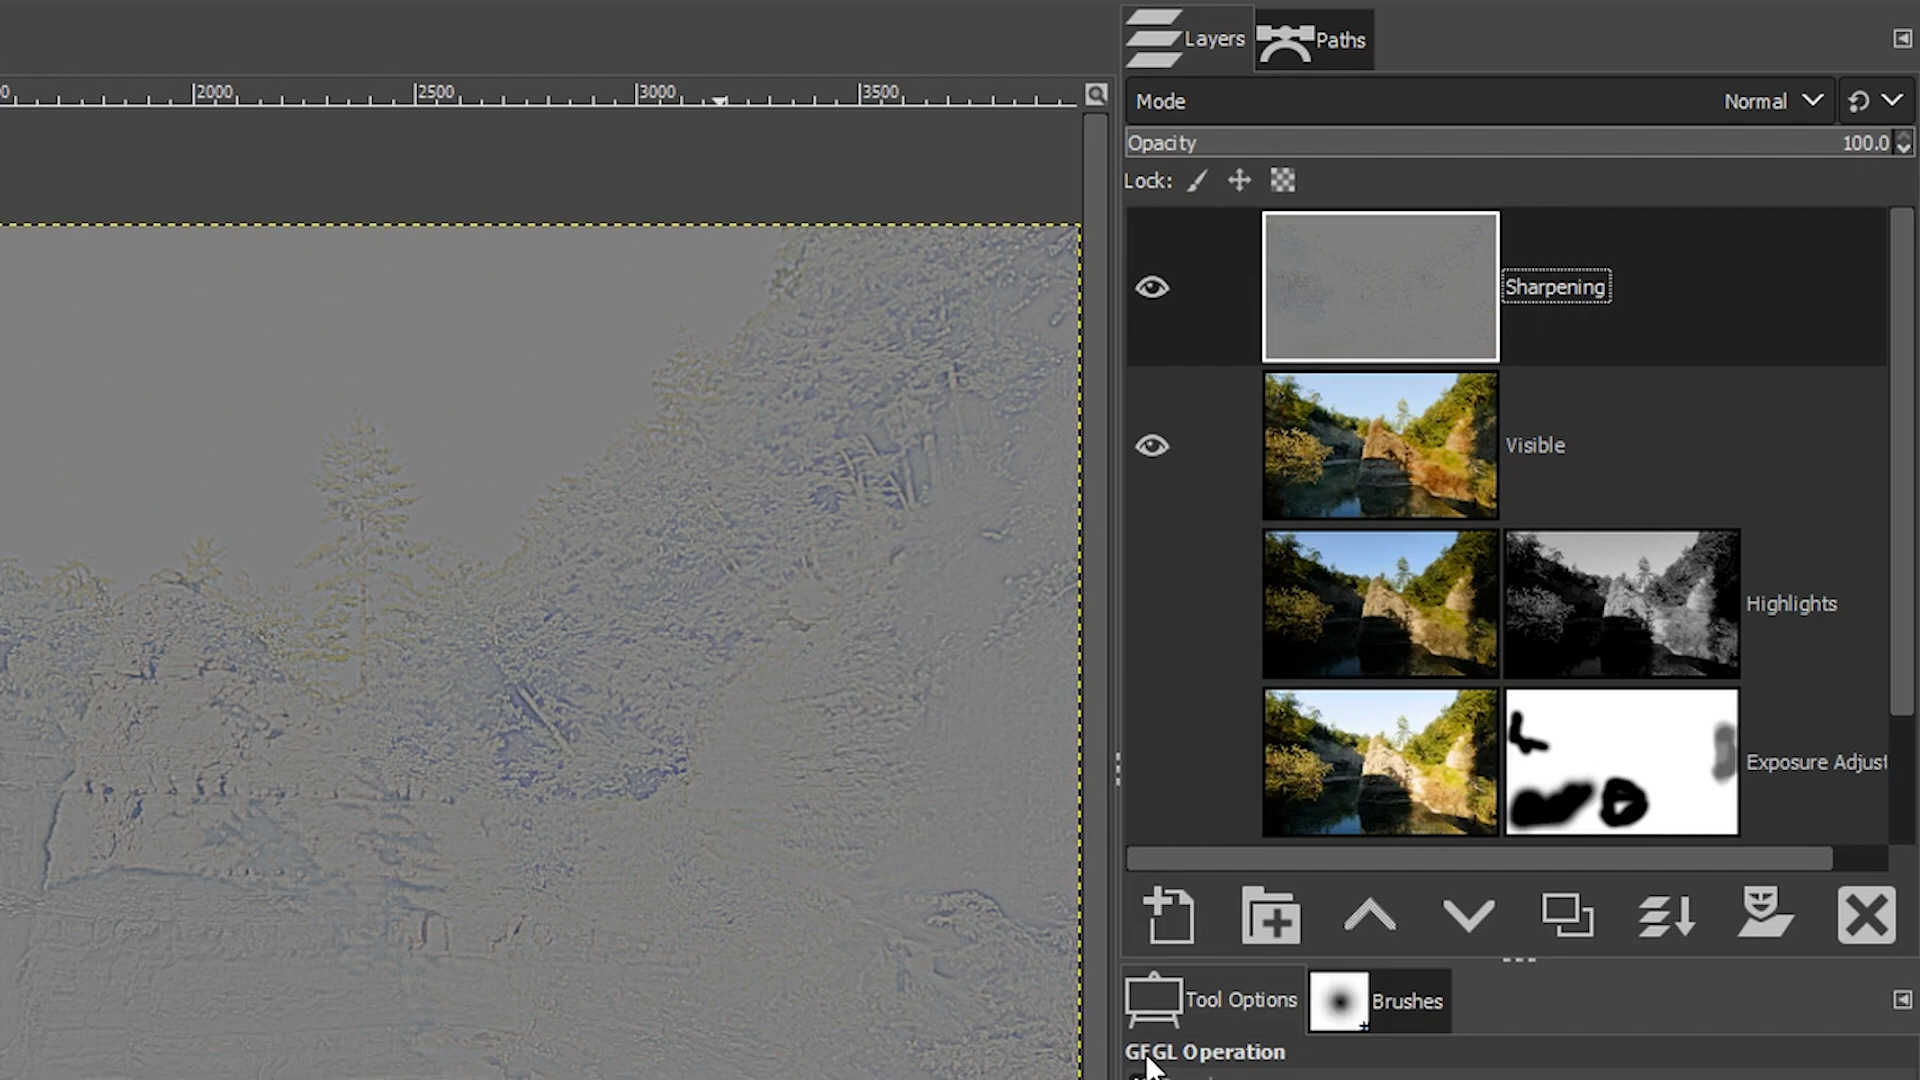 Layers
Paths
2000
2500
3000
3500
Mode
Normal
Opacity
100.0
Lock:
Sharpening
Visible
Highlights
Exposure Adjust
Tool Options
Brushes
GEGL Operation